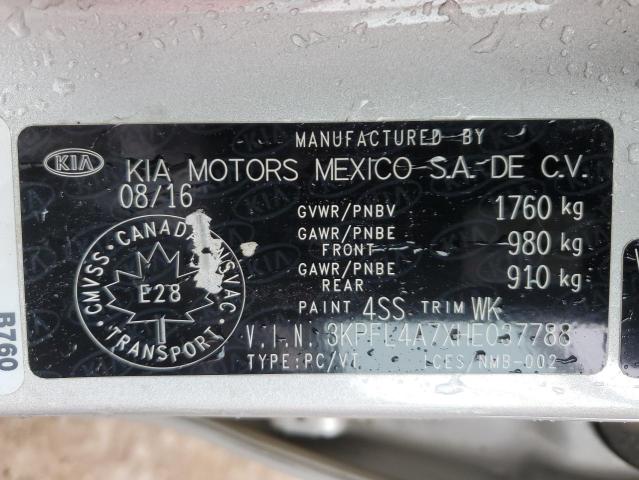 MANUFACTURED BY
KIA KIA MOTORS MEXICO S.A. DE C.V.
08/16
GVWR/PNBV 1760 kg
GAWR/PNBE FRONT 980 kg
GAWR/PNBE REAR 910 kg
PAINT 4SS TRIM WK
V.I.N. 3KPFL4A7XHE037788
TYPE:PC/VT ICES/NMB-002
CMVSS · CANADA NSVAC
E28
TRANSPORT
B760